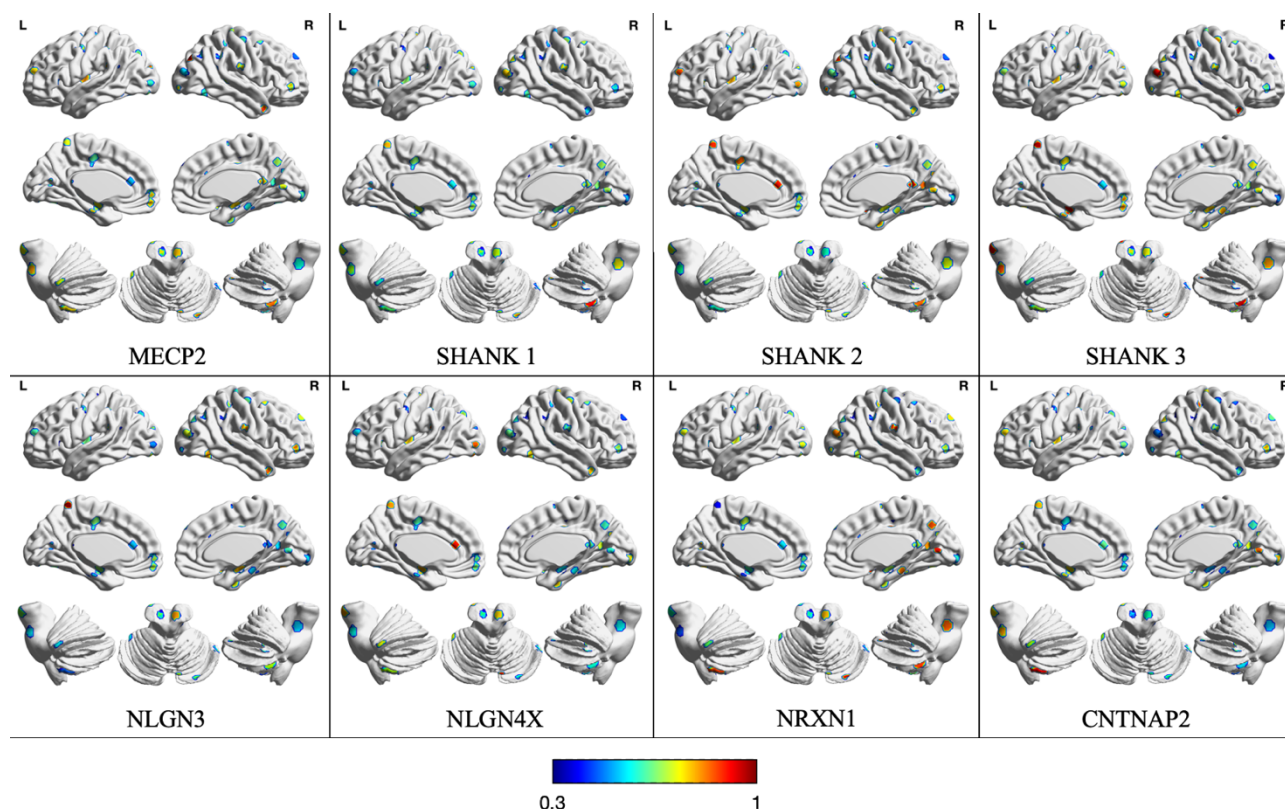 L R L R L R L R
MECP2 SHANK 1 SHANK 2 SHANK 3
L R L R L R L R
NLGN3 NLGN4X NRXN1 CNTNAP2
0.3 1